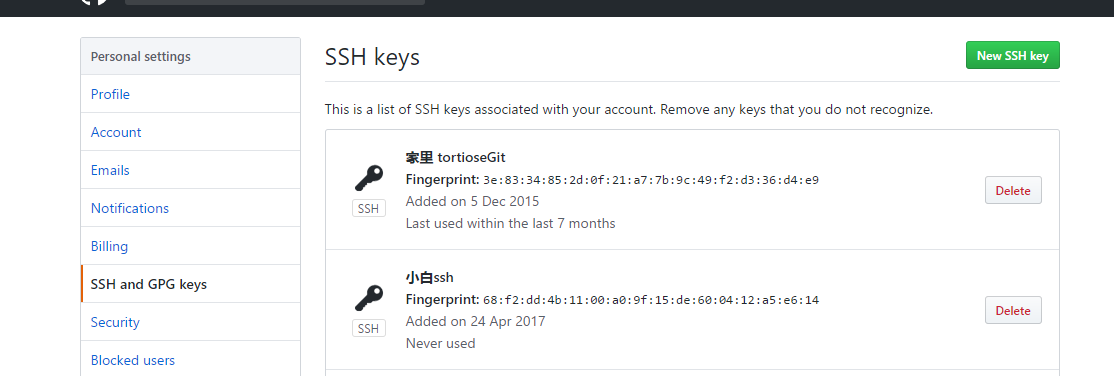 Personal settings
Profile
Account
Emails
Notifications
Billing
SSH and GPG keys
Security
Blocked users
SSH keys
New SSH key
This is a list of SSH keys associated with your account. Remove any keys that you do not recognize.
家里 tortioseGit
Fingerprint: 3e:83:34:85:2d:0f:21:a7:7b:9c:49:f2:d3:36:d4:e9
Added on 5 Dec 2015
Last used within the last 7 months
SSH
Delete
小白ssh
Fingerprint: 68:f2:dd:4b:11:00:a0:9f:15:de:60:04:12:a5:e6:14
Added on 24 Apr 2017
Never used
SSH
Delete